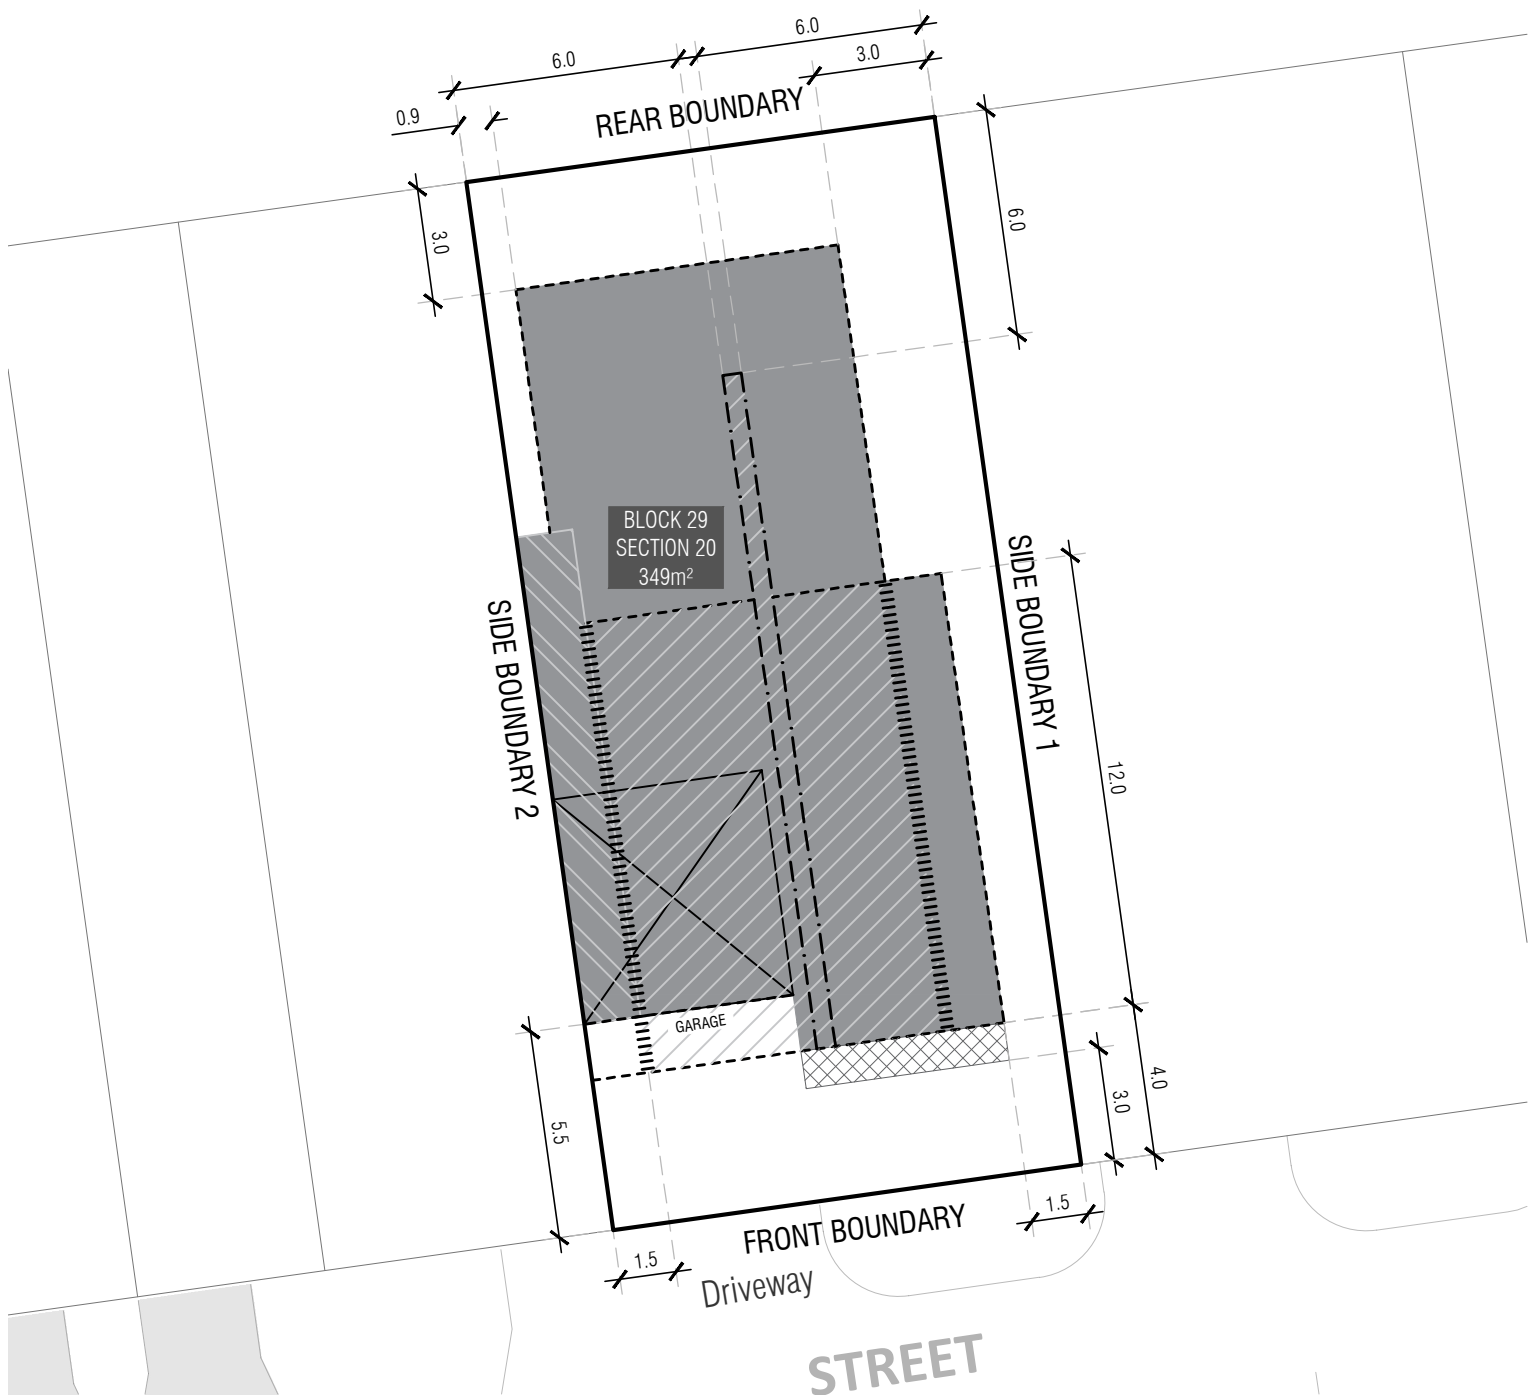 6.0
6.0
3.0
0.9
REAR BOUNDARY
3.0
6.0
BLOCK 29
SECTION 20
349m²
SIDE BOUNDARY 1
SIDE BOUNDARY 2
12.0
GARAGE
4.0
3.0
5.5
1.5
FRONT BOUNDARY
1.5
Driveway
STREET